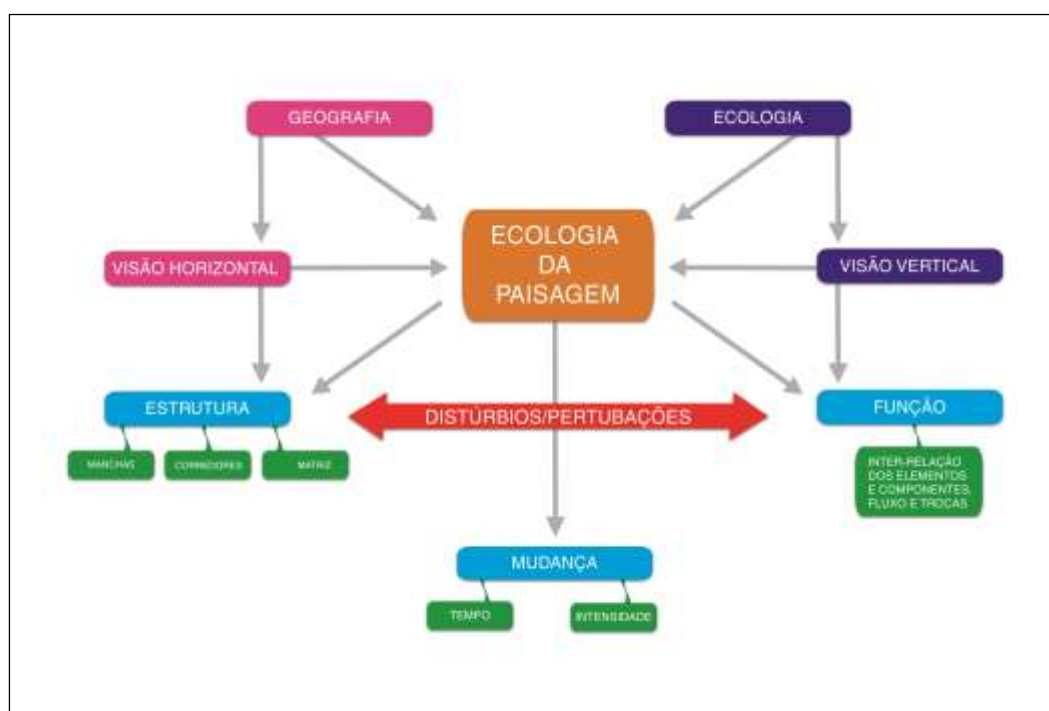 GEOGRAFIA
ECOLOGIA
ECOLOGIA
DA
PAISAGEM
VISÃO HORIZONTAL
VISÃO VERTICAL
ESTRUTURA
DISTÚRBIOS/PERTUBAÇÕES
FUNÇÃO
MANCHAS
CORREDORES
MATRIZ
INTER-RELAÇÃO
DOS ELEMENTOS
E COMPONENTES,
FLUXO E TROCAS
MUDANÇA
TEMPO
INTENSIDADE